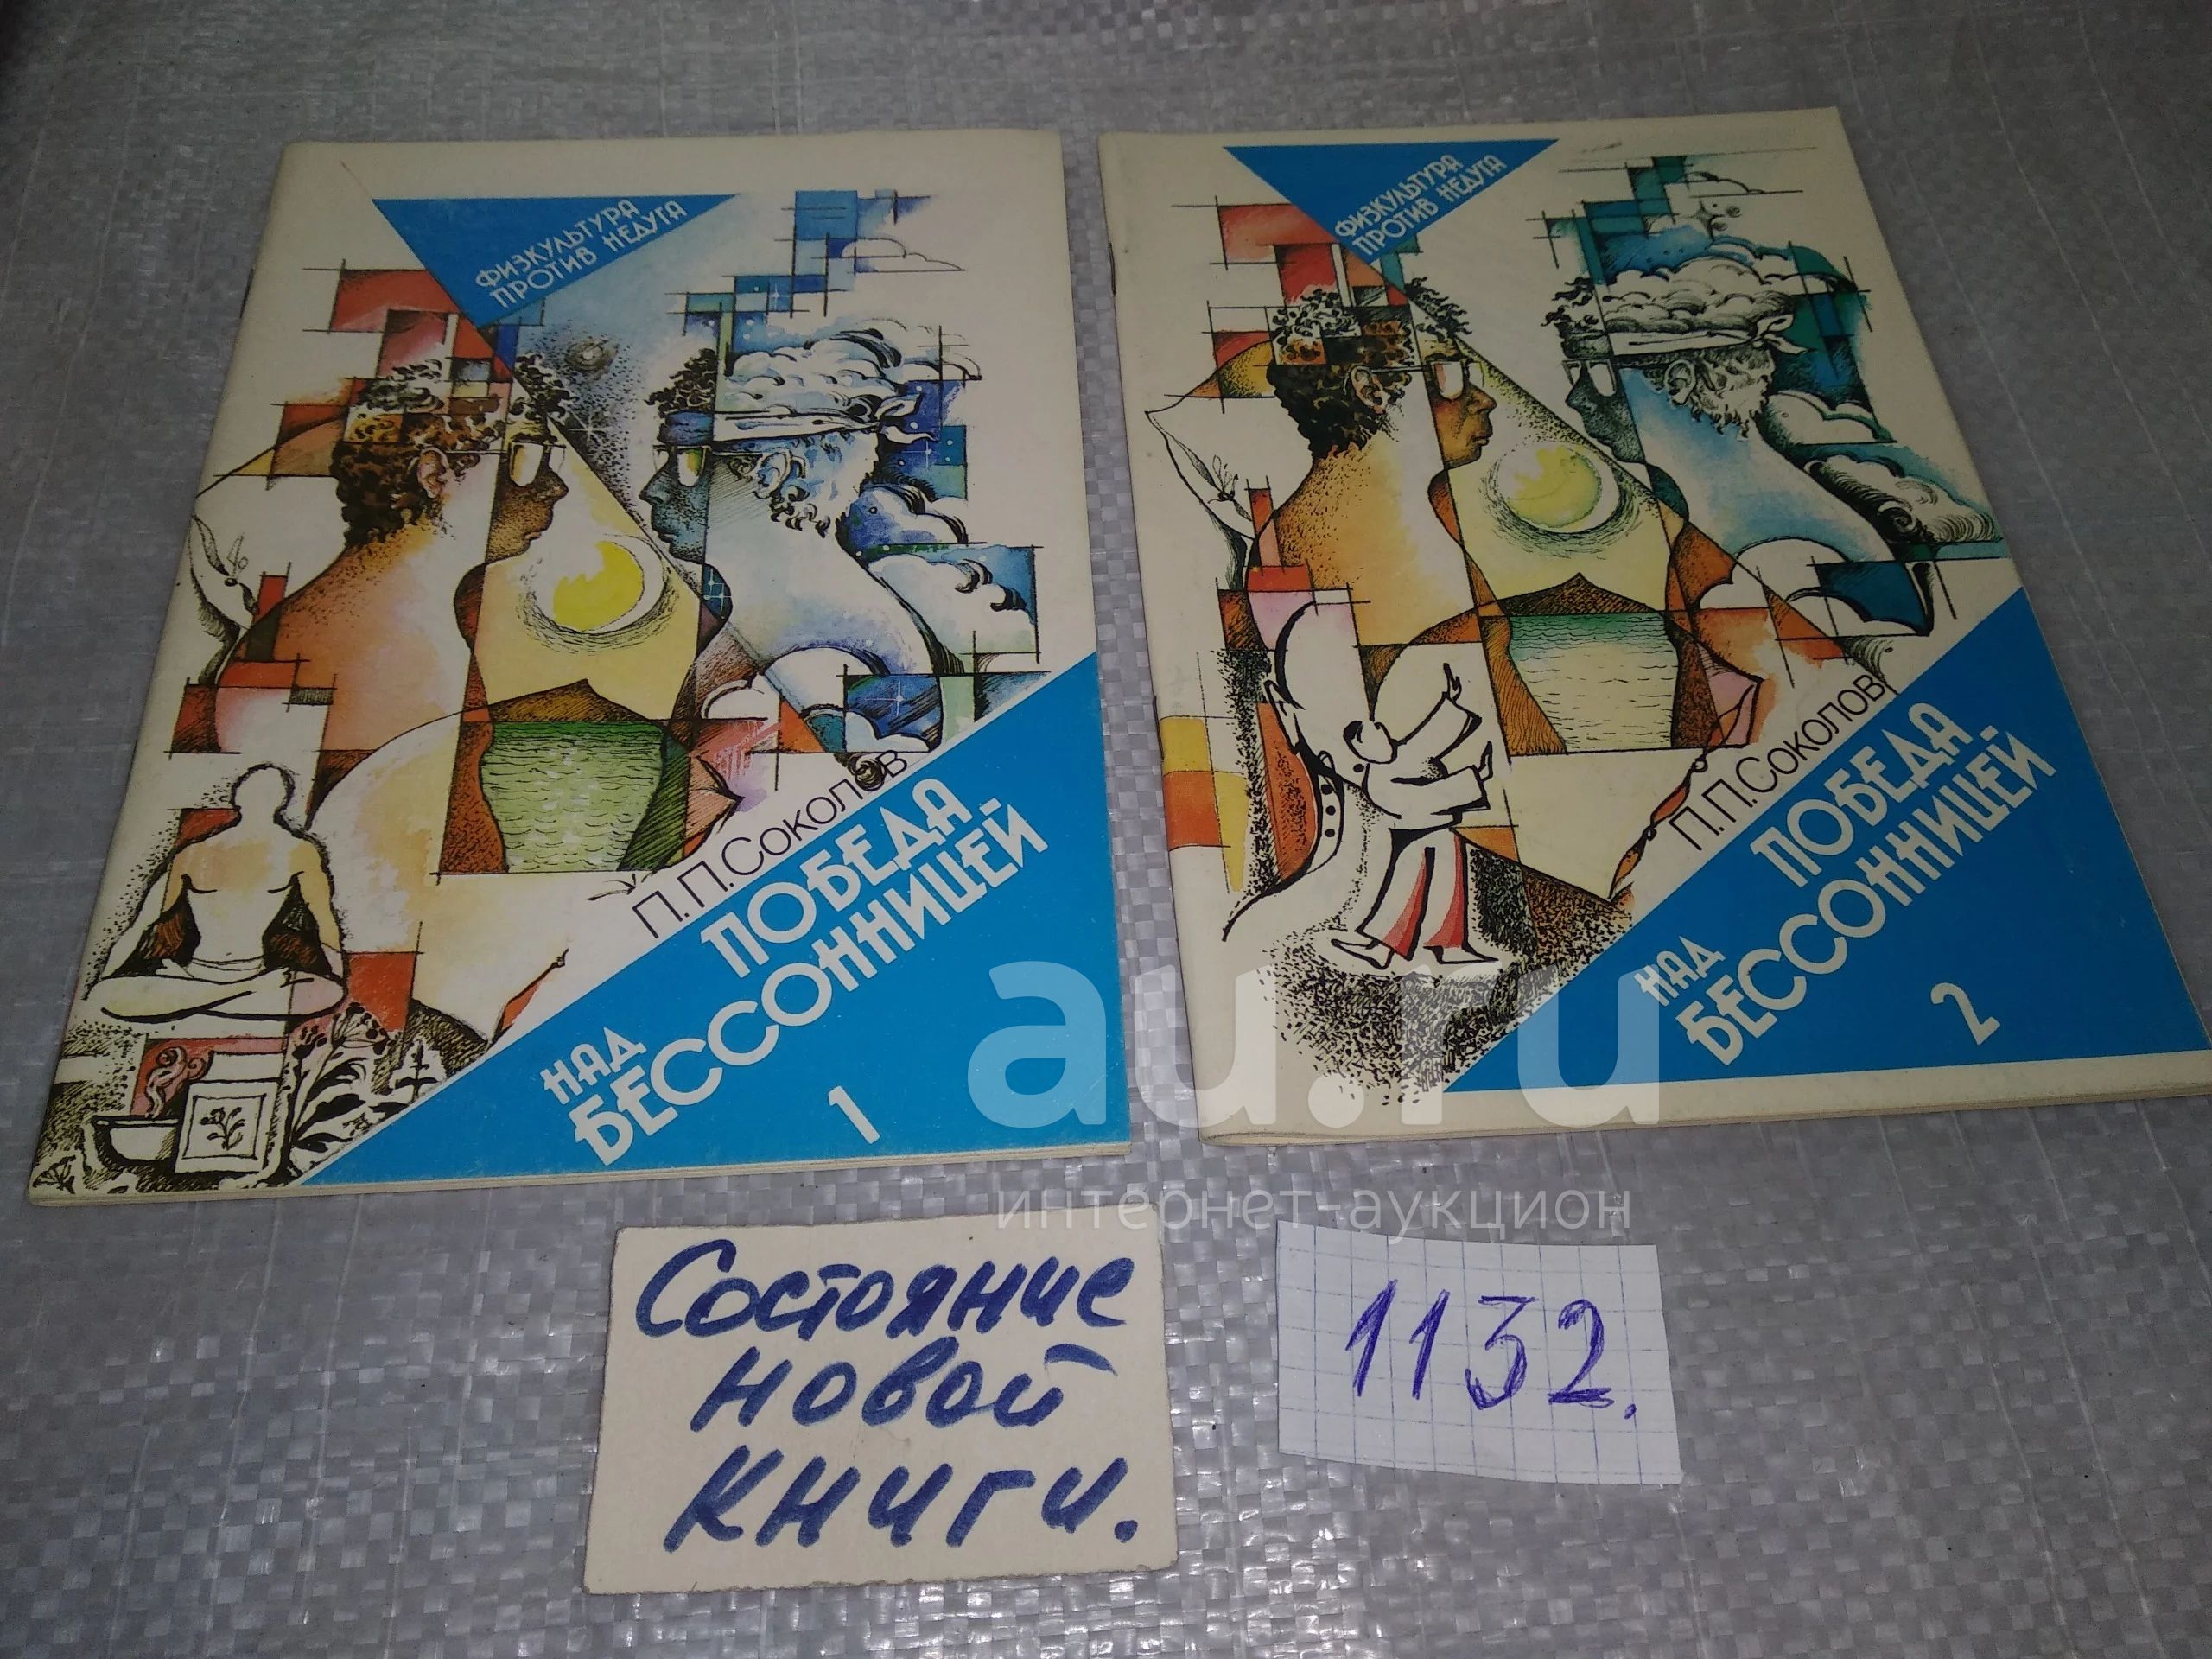 ФИЗКУЛЬТУРА
ПРОТИВ НЕДУГА
П.П.Соколов
ПОБЕДА
НАД
БЕССОННИЦЕЙ
1
ФИЗКУЛЬТУРА
ПРОТИВ НЕДУГА
П.П.Соколов
ПОБЕДА
НАД
БЕССОННИЦЕЙ
2
au.ru
интернет-аукцион
Состояние
новой
книги.
1132.